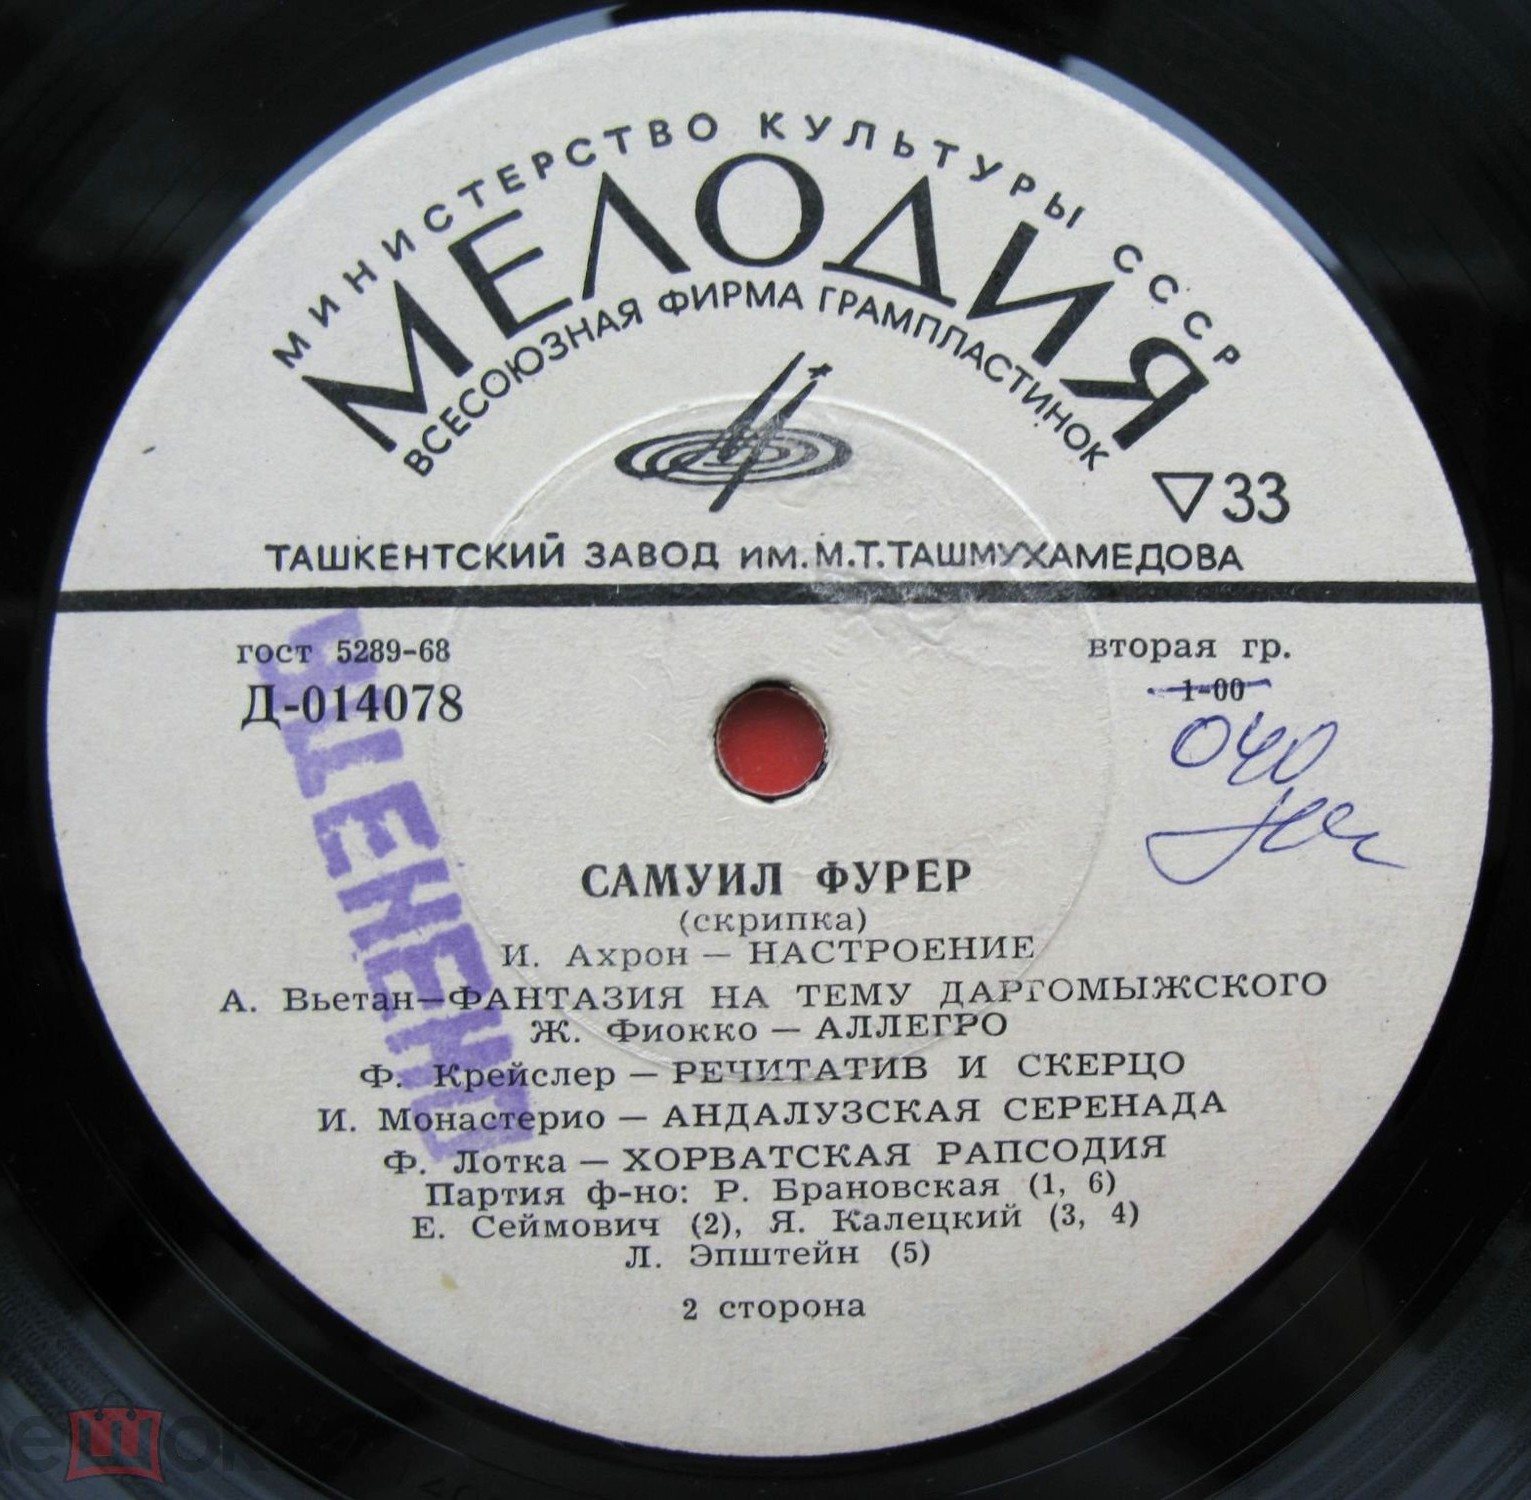 МИНИСТЕРСТВО КУЛЬТУРЫ СССР
МЕЛОДИЯ
ВСЕСОЮЗНАЯ ФИРМА ГРАМПЛАСТИНОК
33
ТАШКЕНТСКИЙ ЗАВОД ИМ. М.Т.ТАШМУХАМЕДОВА
гост 5289-68
вторая гр.
Д-014078
1-00
040
УЦЕНЕНО
САМУИЛ ФУРЕР
(скрипка)
И. Ахрон — НАСТРОЕНИЕ
А. Вьетан—ФАНТАЗИЯ НА ТЕМУ ДАРГОМЫЖСКОГО
Ж. Фиокко — АЛЛЕГРО
Ф. Крейслер — РЕЧИТАТИВ И СКЕРЦО
И. Монастерио — АНДАЛУЗСКАЯ СЕРЕНАДА
Ф. Лотка — ХОРВАТСКАЯ РАПСОДИЯ
Партия ф-но: Р. Брановская (1, 6)
Е. Сеймович (2), Я. Калецкий (3, 4)
Л. Эпштейн (5)
2 сторона